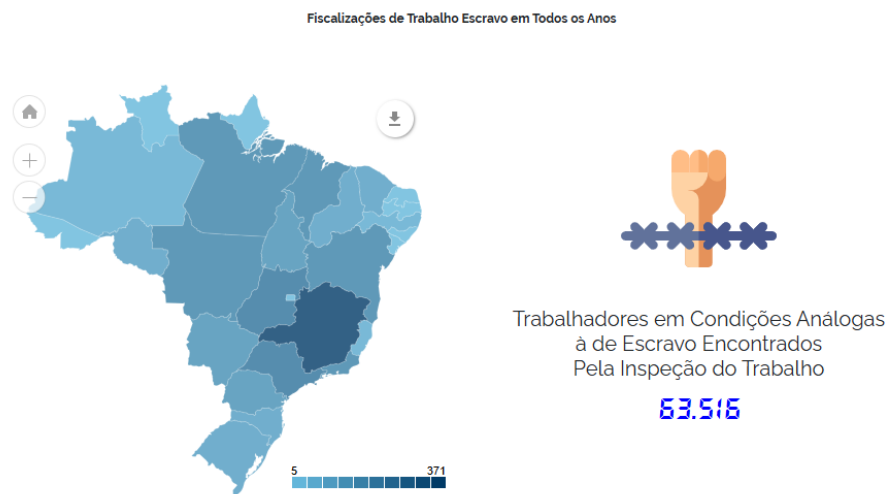 Fiscalizações de Trabalho Escravo em Todos os Anos
Trabalhadores em Condições Análogas
à de Escravo Encontrados
Pela Inspeção do Trabalho
63.516
5 371